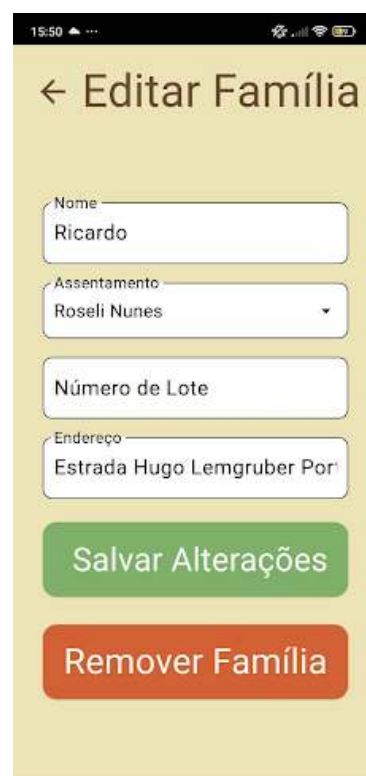 15:50
← Editar Família
Nome
Ricardo
Assentamento
Roseli Nunes
Número de Lote
Endereço
Estrada Hugo Lemgruber Por
Salvar Alterações
Remover Família